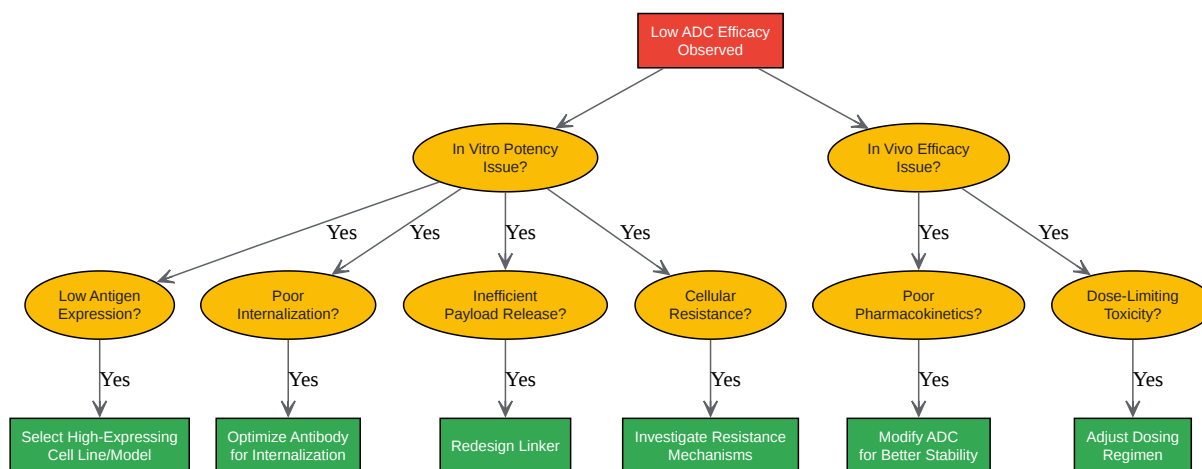 Low ADC Efficacy
Observed
In Vitro Potency
Issue?
In Vivo Efficacy
Issue?
Yes
Yes
Yes
Yes
Yes
Yes
Low Antigen
Expression?
Poor
Internalization?
Inefficient
Payload Release?
Cellular
Resistance?
Poor
Pharmacokinetics?
Dose-Limiting
Toxicity?
Yes
Yes
Yes
Yes
Yes
Yes
Select High-Expressing
Cell Line/Model
Optimize Antibody
for Internalization
Redesign Linker
Investigate Resistance
Mechanisms
Modify ADC
for Better Stability
Adjust Dosing
Regimen